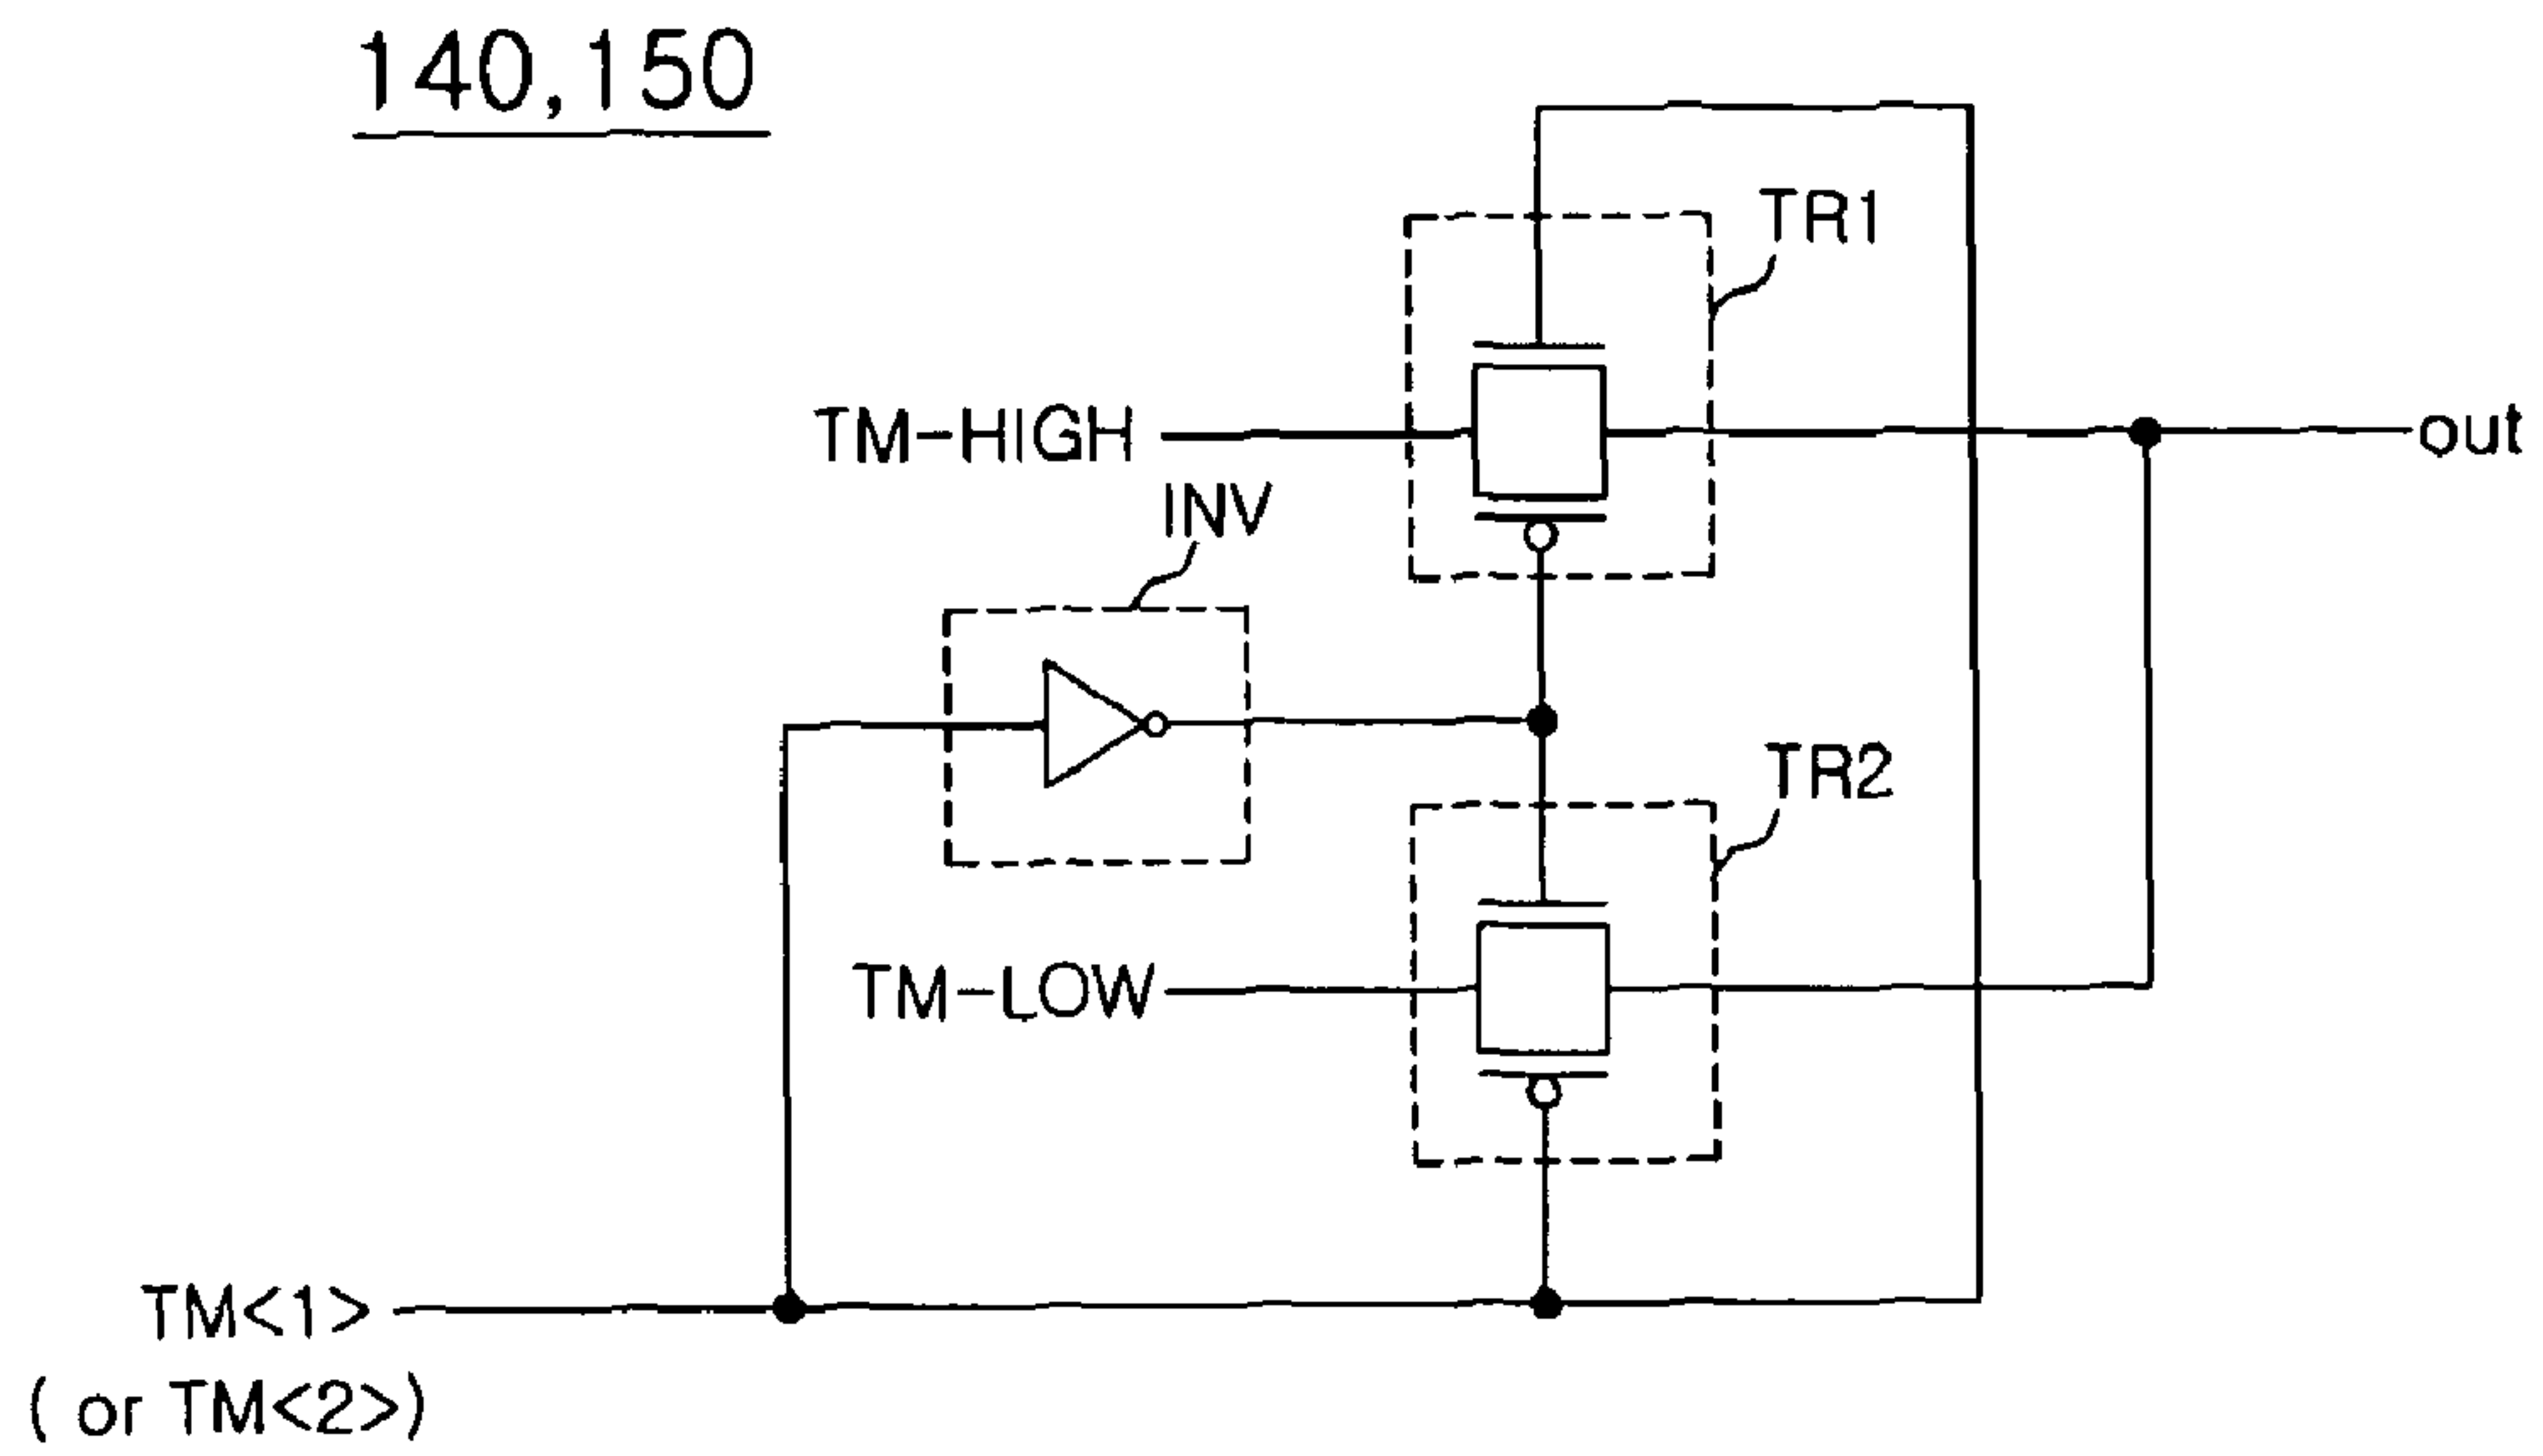 140,150
TR1
TM-HIGH
out
INV
TR2
TM-LOW
TM<1>
( or TM<2>)